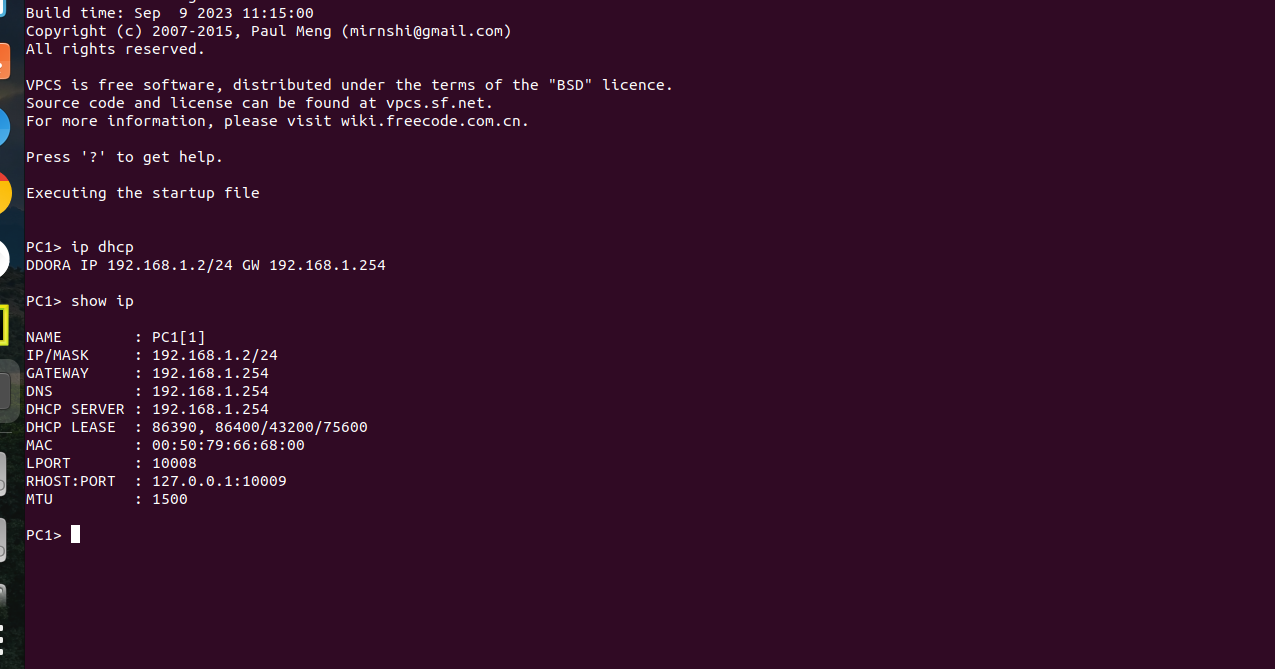 Build time: Sep  9 2023 11:15:00
Copyright (c) 2007-2015, Paul Meng (mirnshi@gmail.com)
All rights reserved.

VPCS is free software, distributed under the terms of the "BSD" licence.
Source code and license can be found at vpcs.sf.net.
For more information, please visit wiki.freecode.com.cn.

Press '?' to get help.

Executing the startup file


PC1> ip dhcp
DDORA IP 192.168.1.2/24 GW 192.168.1.254

PC1> show ip

NAME        : PC1[1]
IP/MASK     : 192.168.1.2/24
GATEWAY     : 192.168.1.254
DNS         : 192.168.1.254
DHCP SERVER : 192.168.1.254
DHCP LEASE  : 86390, 86400/43200/75600
MAC         : 00:50:79:66:68:00
LPORT       : 10008
RHOST:PORT  : 127.0.0.1:10009
MTU         : 1500

PC1>